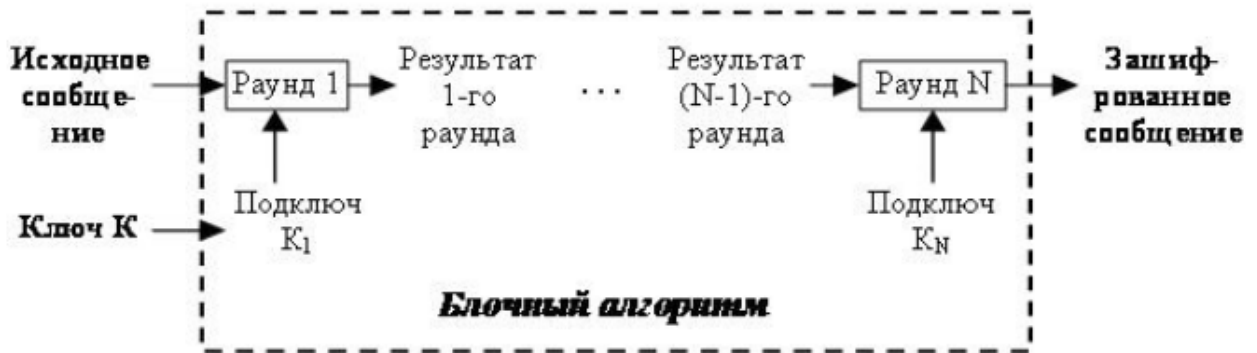 Исходное
сообще-
ние
Раунд 1
Результат
1-го
раунда
...
Результат
(N-1)-го
раунда
Раунд N
Зашиф-
рованное
сообщение
Ключ К
Подключ
K1
Подключ
KN
Блочный алгоритм